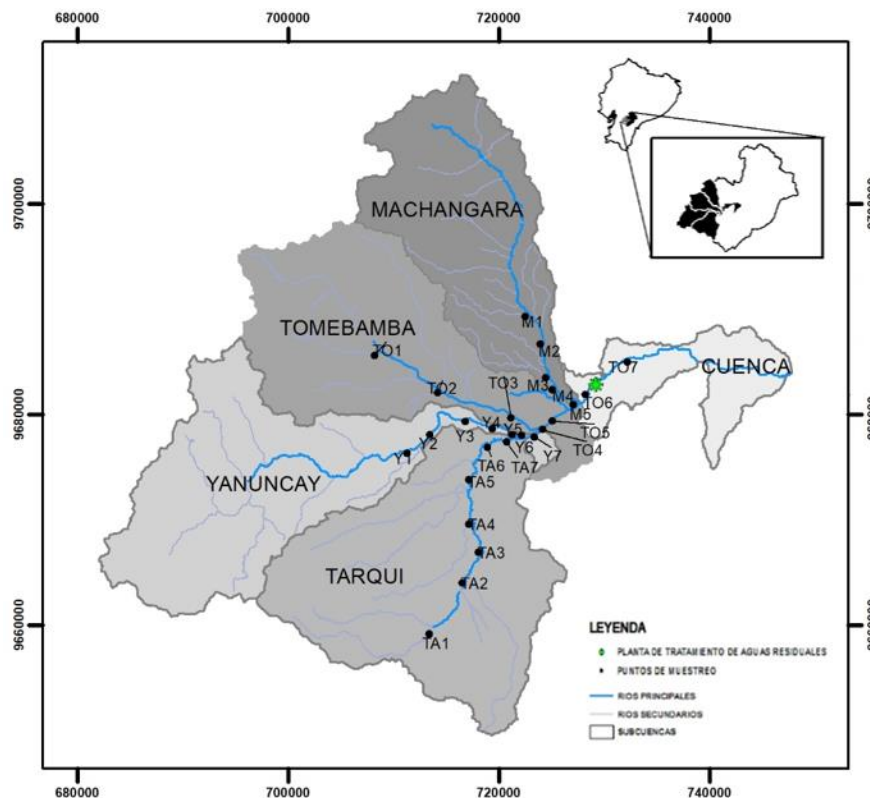 680000 700000 720000 740000
9700000
9700000
MACHANGARA
TOMEBAMBA
M1
TO1
M2
TO7
CUENCA
TO2
TO3
M3
M4
TO6
M5
Y3
Y4
Y5
TO5
Y2
Y6
Y7
TO4
9680000
9680000
Y1
TA6
TA7
YANUNCAY
TA5
TA4
TA3
TARQUI
TA2
9660000
9660000
TA1
LEYENDA
PLANTA DE TRATAMIENTO DE AGUAS RESIDUALES
PUNTOS DE MUESTREO
RIOS PRINCIPALES
RIOS SECUNDARIOS
SUBCUENCAS
680000 700000 720000 740000